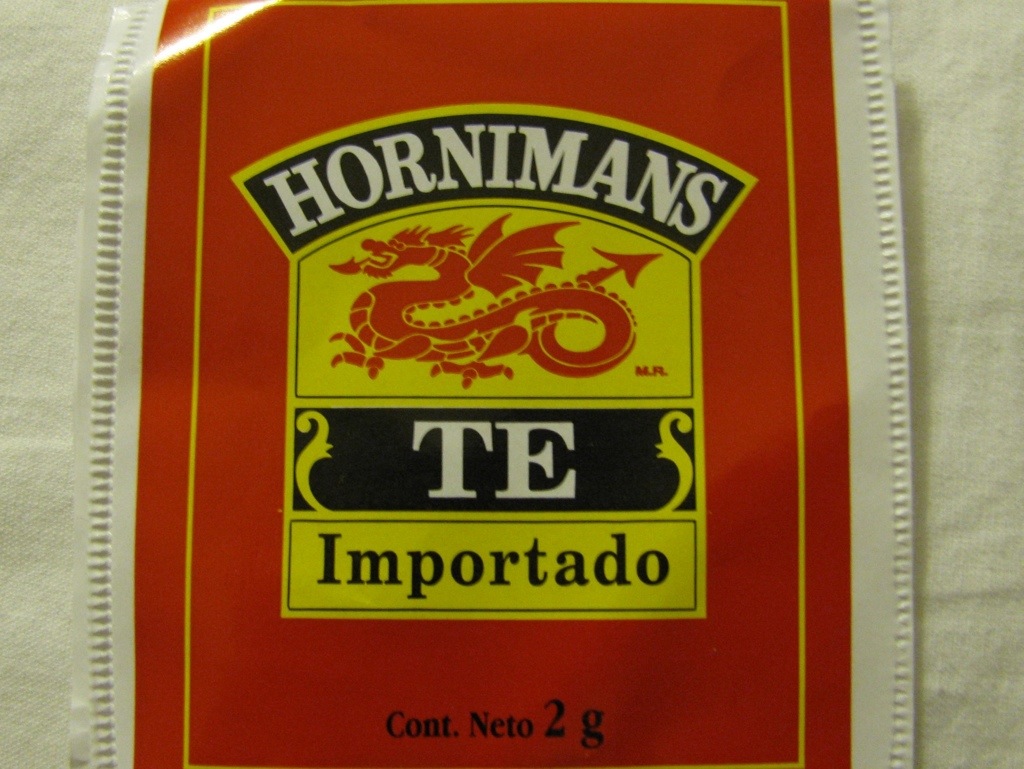 HORNIMANS
M.R.
TE
Importado
Cont. Neto 2 g